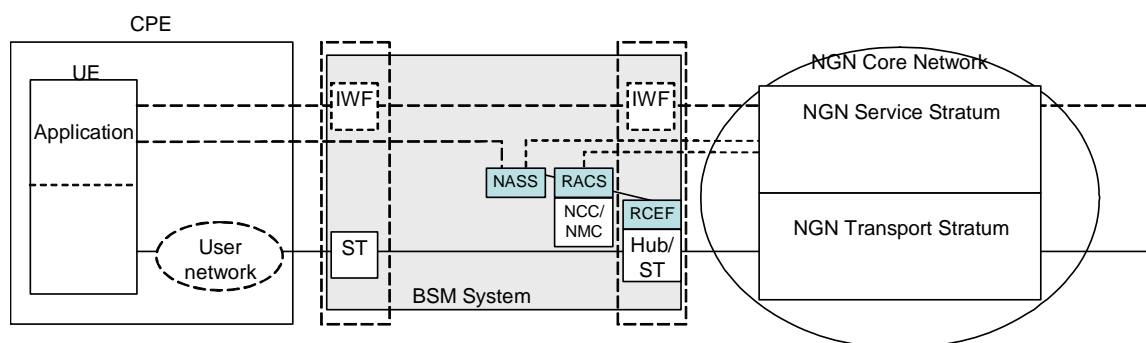 CPE
UE
Application
User
network
IWF
IWF
NASS
RACS
NCC/
NMC
RCEF
ST
Hub/
ST
BSM System
NGN Core Network
NGN Service Stratum
NGN Transport Stratum